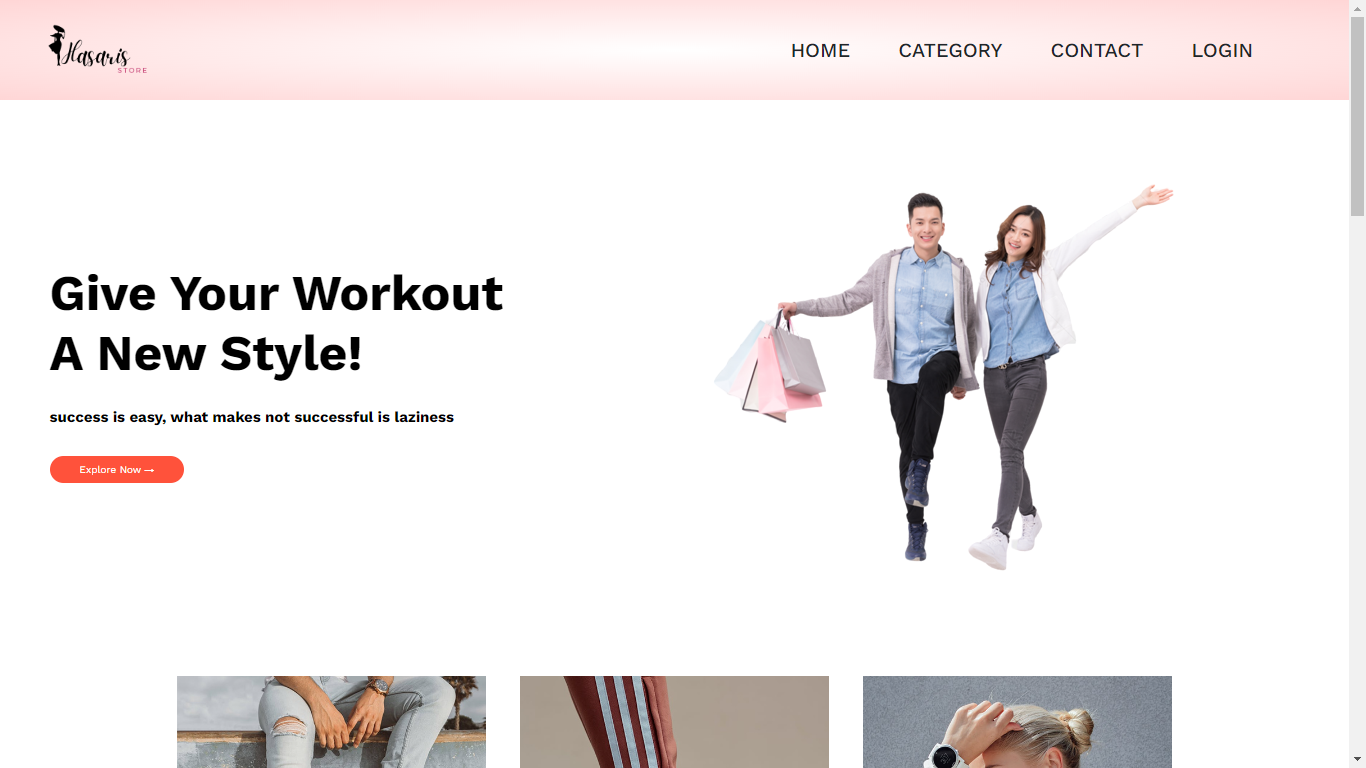 Hasaris
STORE
HOME
CATEGORY
CONTACT
LOGIN
Give Your Workout
A New Style!
success is easy, what makes not successful is laziness
Explore Now →